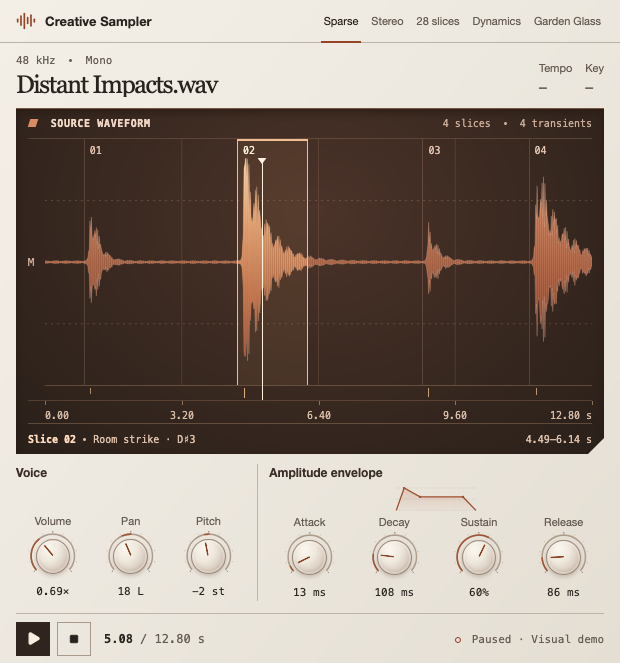 Creative Sampler
Sparse Stereo 28 slices Dynamics Garden Glass
48 kHz • Mono
Distant Impacts.wav
Tempo Key
– –
SOURCE WAVEFORM
4 slices • 4 transients
01 02 03 04
M
0.00 3.20 6.40 9.60 12.80 s
Slice 02 • Room strike · D♯3
4.49–6.14 s
Voice
Volume Pan Pitch
0.69× 18 L −2 st
Amplitude envelope
Attack Decay Sustain Release
13 ms 108 ms 60% 86 ms
5.08 / 12.80 s
Paused · Visual demo